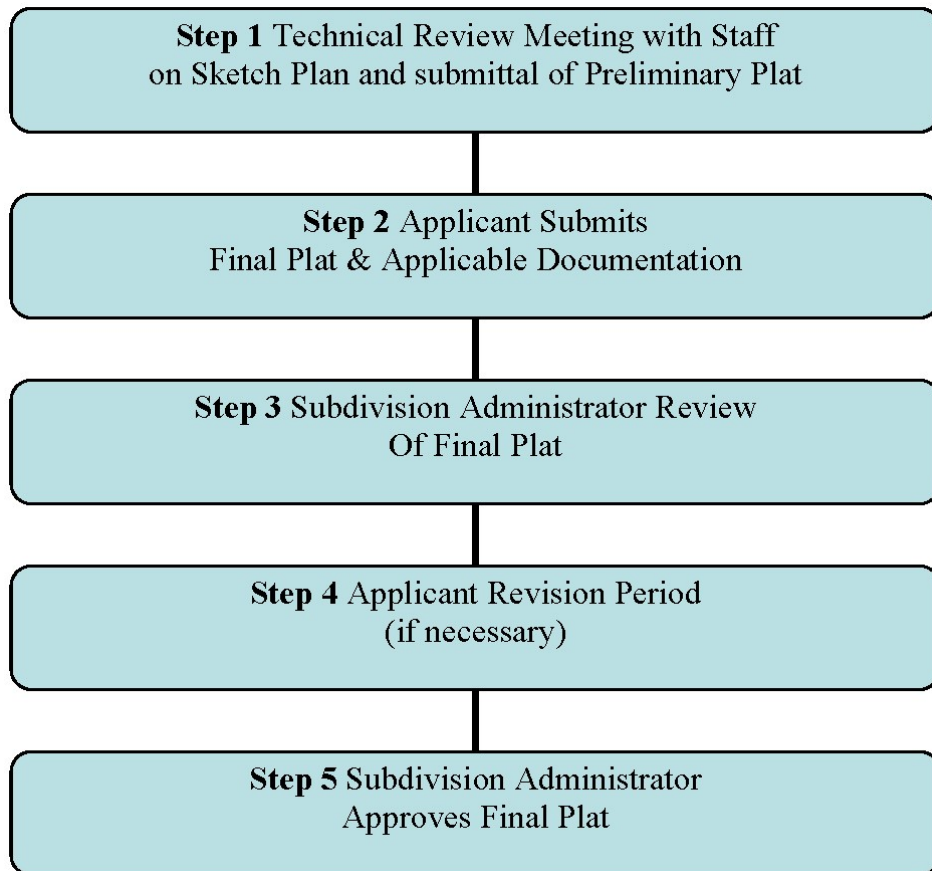 Step 1 Technical Review Meeting with Staff
on Sketch Plan and submittal of Preliminary Plat
Step 2 Applicant Submits
Final Plat & Applicable Documentation
Step 3 Subdivision Administrator Review
Of Final Plat
Step 4 Applicant Revision Period
(if necessary)
Step 5 Subdivision Administrator
Approves Final Plat